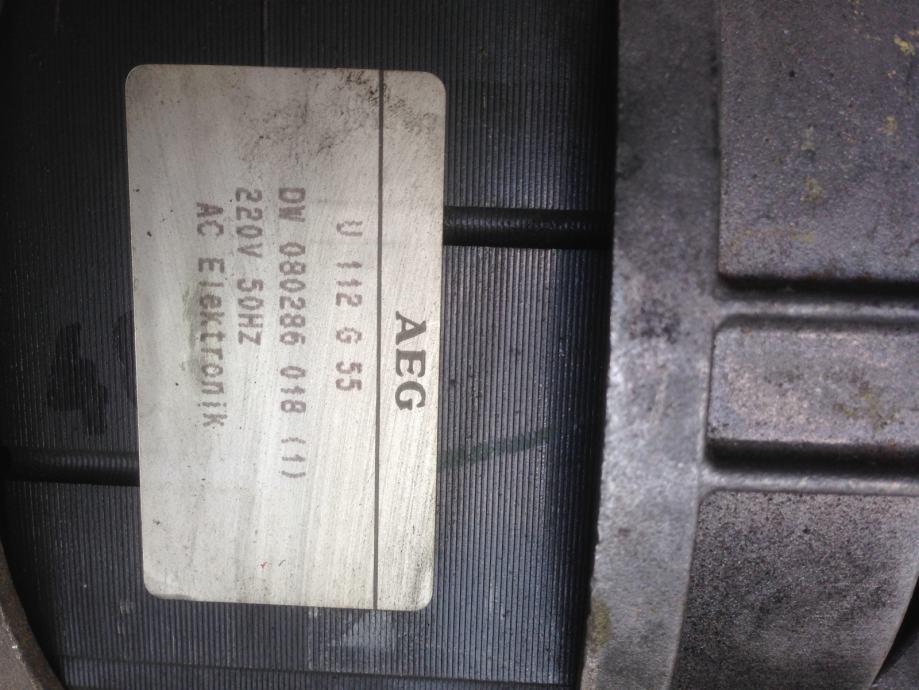 AEG
U 112 G 55
DW 080286 018 (1)
220V 50HZ
AC Elektronik